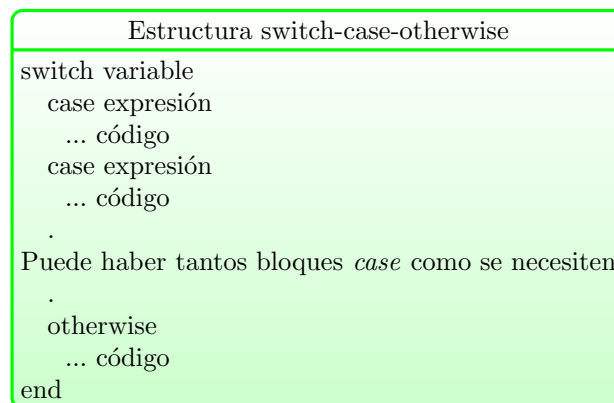 Estructura switch-case-otherwise
switch variable
case expresión
... código
case expresión
... código
.
Puede haber tantos bloques case como se necesiten
.
otherwise
... código
end